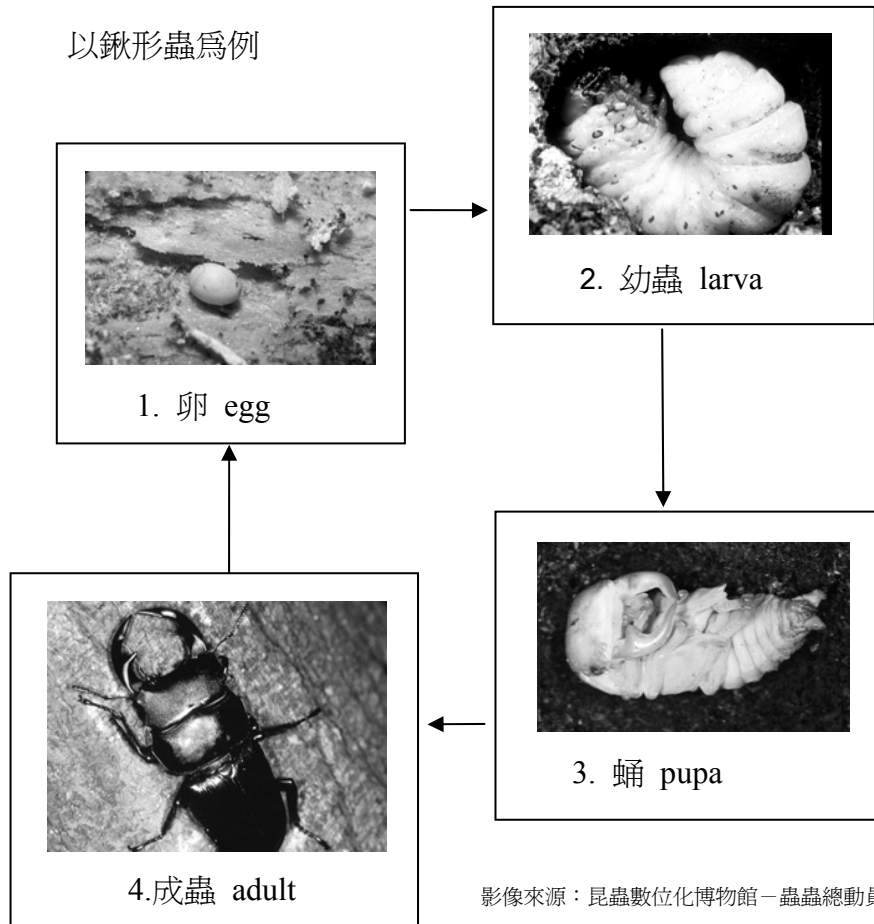 以鍬形蟲爲例
1. 卵 egg
2. 幼蟲 larva
3. 蛹 pupa
4.成蟲 adult
影像來源：昆蟲數位化博物館－蟲蟲總動員